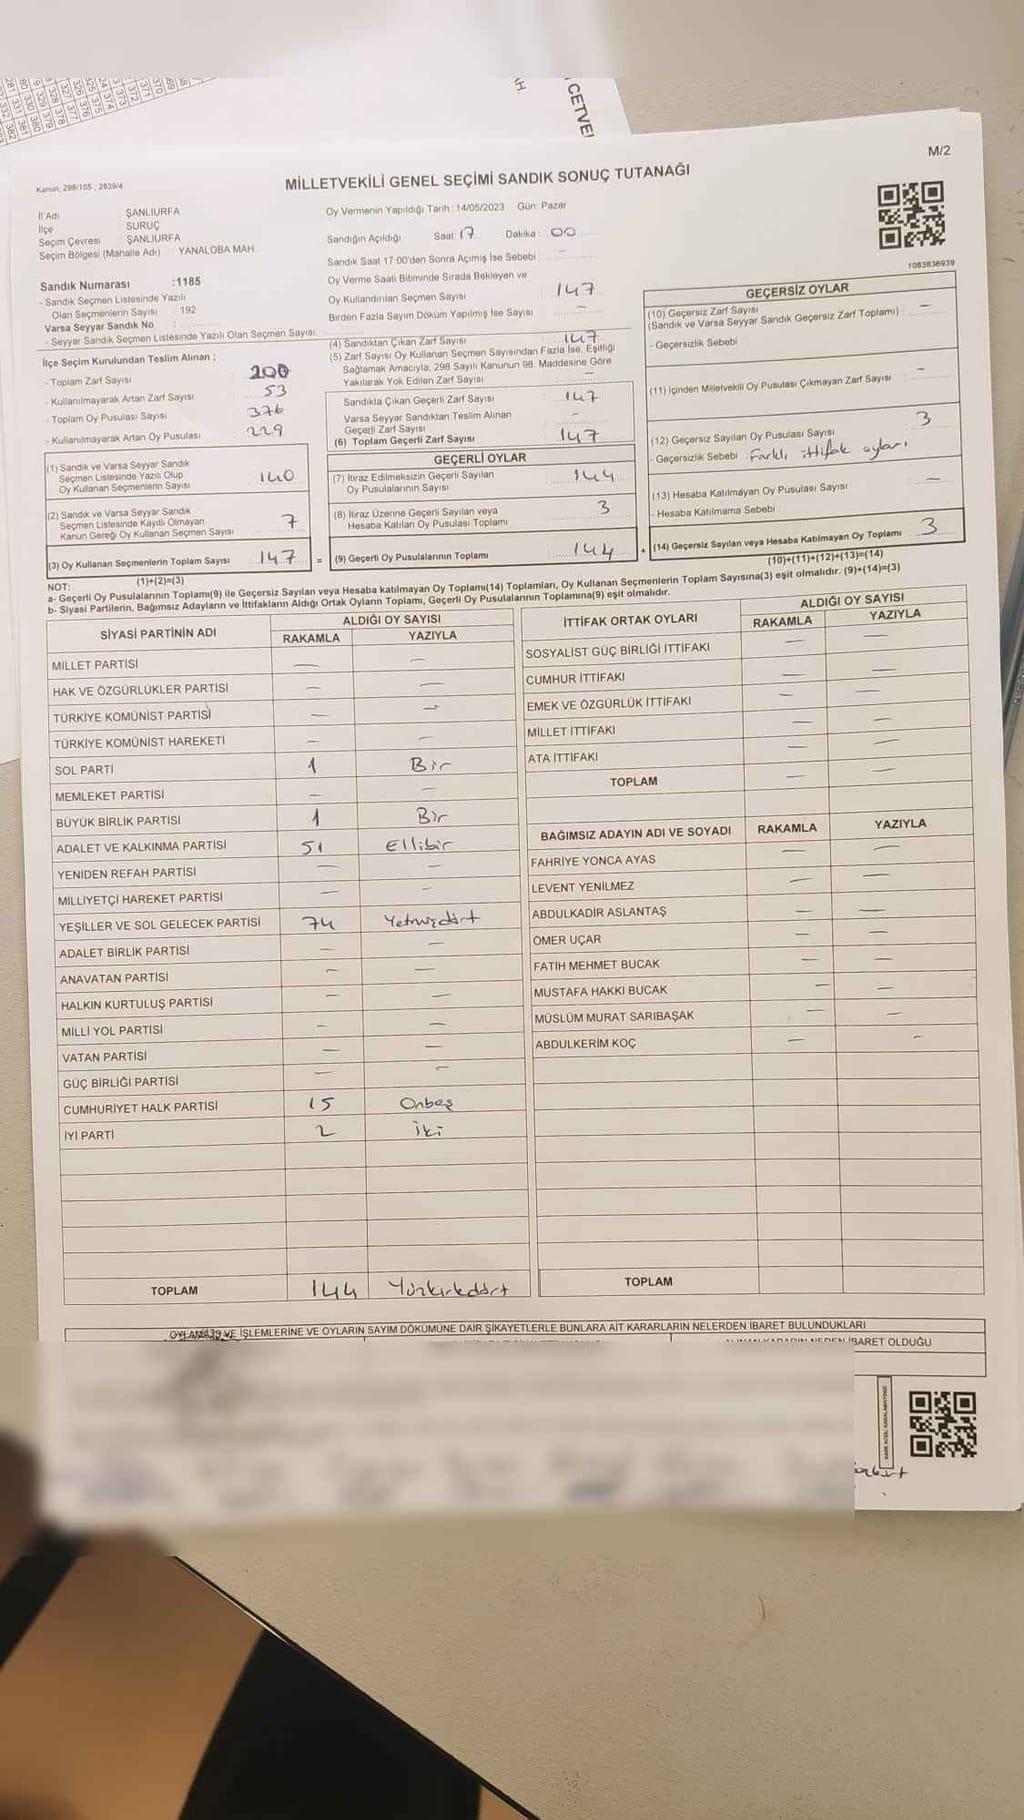 CETVEL
M/2
Kanun: 298/105 ; 2839/4
MİLLETVEKİLİ GENEL SEÇİMİ SANDIK SONUÇ TUTANAĞI
İl Adı ŞANLIURFA
İlçe SURUÇ
Seçim Çevresi ŞANLIURFA
Seçim Bölgesi (Mahalle Adı) YANALOBA MAH.
Oy Vermenin Yapıldığı Tarih : 14/05/2023 Gün: Pazar
Sandığın Açıldığı Saat 17 Dakika : 00
Sandık Saat 17:00'den Sonra Açımış İse Sebebi —
Oy Verme Saati Bitiminde Sırada Bekleyen ve
Oy Kullandırılan Seçmen Sayısı 147
Birden Fazla Sayım Döküm Yapılmış İse Sayısı —
1083836939
Sandık Numarası :1185
- Sandık Seçmen Listesinde Yazılı
Olan Seçmenlerin Sayısı : 192
Varsa Seyyar Sandık No :
- Seyyar Sandık Seçmen Listesinde Yazılı Olan Seçmen Sayısı:
İlçe Seçim Kurulundan Teslim Alınan ;
- Toplam Zarf Sayısı : 200
- Kullanılmayarak Artan Zarf Sayısı : 53
- Toplam Oy Pusulası Sayısı : 376
- Kullanılmayarak Artan Oy Pusulası : 229
(1) Sandık ve Varsa Seyyar Sandık
Seçmen Listesinde Yazılı Olup
Oy Kullanan Seçmenlerin Sayısı 140
(2) Sandık ve Varsa Seyyar Sandık
Seçmen Listesinde Kayıtlı Olmayan
Kanun Gereği Oy Kullanan Seçmen Sayısı 7
(3) Oy Kullanan Seçmenlerin Toplam Sayısı 147 =
(4) Sandıktan Çıkan Zarf Sayısı 147
(5) Zarf Sayısı Oy Kullanan Seçmen Sayısından Fazla İse, Eşitliği
Sağlamak Amacıyla, 298 Sayılı Kanunun 98. Maddesine Göre
Yakılarak Yok Edilen Zarf Sayısı —
Sandıkta Çıkan Geçerli Zarf Sayısı 147
Varsa Seyyar Sandıktan Teslim Alınan
Geçerli Zarf Sayısı —
(6) Toplam Geçerli Zarf Sayısı 147
GEÇERLİ OYLAR
(7) İtiraz Edilmeksizin Geçerli Sayılan
Oy Pusulalarının Sayısı 144
(8) İtiraz Üzerine Geçerli Sayılan veya
Hesaba Katılan Oy Pusulası Toplamı 3
(9) Geçerli Oy Pusulalarının Toplamı 144 +
GEÇERSİZ OYLAR
(10) Geçersiz Zarf Sayısı —
(Sandık ve Varsa Seyyar Sandık Geçersiz Zarf Toplamı)
- Geçersizlik Sebebi
(11) İçinden Milletvekili Oy Pusulası Çıkmayan Zarf Sayısı —
(12) Geçersiz Sayılan Oy Pusulası Sayısı 3
- Geçersizlik Sebebi : Farklı ittifak oyları
(13) Hesaba Katılmayan Oy Pusulası Sayısı —
- Hesaba Katılmama Sebebi
(14) Geçersiz Sayılan veya Hesaba Katılmayan Oy Toplamı 3
(10)+(11)+(12)+(13)=(14)
NOT: (1)+(2)=(3)
a- Geçerli Oy Pusulalarının Toplamı(9) ile Geçersiz Sayılan veya Hesaba katılmayan Oy Toplamı(14) Toplamları, Oy Kullanan Seçmenlerin Toplam Sayısına(3) eşit olmalıdır. (9)+(14)=(3)
b- Siyasi Partilerin, Bağımsız Adayların ve İttifakların Aldığı Ortak Oyların Toplamı, Geçerli Oy Pusulalarının Toplamına(9) eşit olmalıdır.
SİYASİ PARTİNİN ADI ALDIĞI OY SAYISI
RAKAMLA YAZIYLA
MİLLET PARTİSİ — —
HAK VE ÖZGÜRLÜKLER PARTİSİ — —
TÜRKİYE KOMÜNİST PARTİSİ — —
TÜRKİYE KOMÜNİST HAREKETİ — —
SOL PARTİ 1 Bir
MEMLEKET PARTİSİ — —
BÜYÜK BİRLİK PARTİSİ 1 Bir
ADALET VE KALKINMA PARTİSİ 51 Ellibir
YENİDEN REFAH PARTİSİ — —
MİLLİYETÇİ HAREKET PARTİSİ — —
YEŞİLLER VE SOL GELECEK PARTİSİ 74 Yetmişdört
ADALET BİRLİK PARTİSİ — —
ANAVATAN PARTİSİ — —
HALKIN KURTULUŞ PARTİSİ — —
MİLLİ YOL PARTİSİ — —
VATAN PARTİSİ — —
GÜÇ BİRLİĞİ PARTİSİ — —
CUMHURİYET HALK PARTİSİ 15 Onbeş
İYİ PARTİ 2 İki
TOPLAM 144 Yüzkırkdört
İTTİFAK ORTAK OYLARI ALDIĞI OY SAYISI
RAKAMLA YAZIYLA
SOSYALİST GÜÇ BİRLİĞİ İTTİFAKI — —
CUMHUR İTTİFAKI — —
EMEK VE ÖZGÜRLÜK İTTİFAKI — —
MİLLET İTTİFAKI — —
ATA İTTİFAKI — —
TOPLAM — —
BAĞIMSIZ ADAYIN ADI VE SOYADI RAKAMLA YAZIYLA
FAHRİYE YONCA AYAS — —
LEVENT YENİLMEZ — —
ABDULKADİR ASLANTAŞ — —
ÖMER UÇAR — —
FATİH MEHMET BUCAK — —
MUSTAFA HAKKI BUCAK — —
MÜSLÜM MURAT SARIBAŞAK — —
ABDULKERİM KOÇ — —
TOPLAM
VE İŞLEMLERİNE VE OYLARIN SAYIM DÖKÜMÜNE DAİR ŞİKAYETLERLE BUNLARA AİT KARARLARIN NELERDEN İBARET BULUNDUKLARI
ALINAN KARARIN NEDEN İBARET OLDUĞU